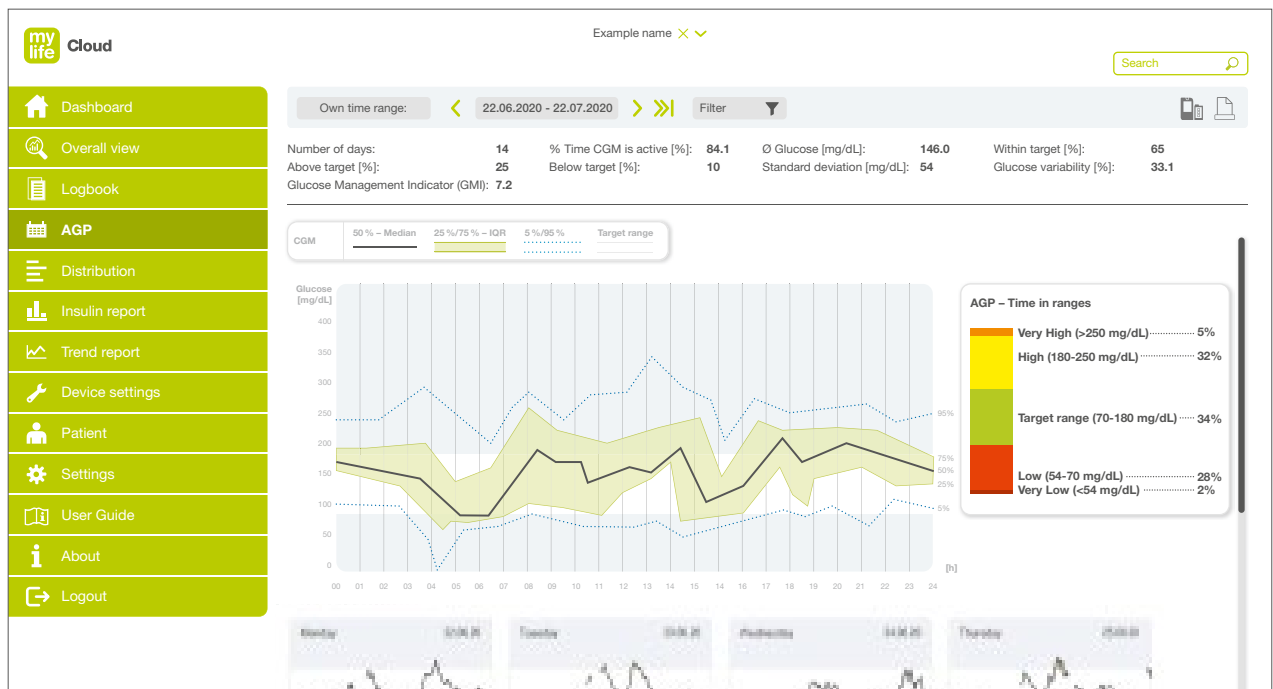 my life Cloud
Example name
Search
Dashboard
Overall view
Logbook
AGP
Distribution
Insulin report
Trend report
Device settings
Patient
Settings
User Guide
About
Logout
Own time range: 22.06.2020 - 22.07.2020 Filter
Number of days: 14 % Time CGM is active [%]: 84.1 Ø Glucose [mg/dL]: 146.0 Within target [%]: 65
Above target [%]: 25 Below target [%]: 10 Standard deviation [mg/dL]: 54 Glucose variability [%]: 33.1
Glucose Management Indicator (GMI): 7.2
CGM 50 % – Median 25 %/75 % – IQR 5 %/95 % Target range
Glucose
[mg/dL]
400
350
300
250
200
150
100
50
0
95%
75%
50%
25%
5%
[h]
00 01 02 03 04 05 06 07 08 09 10 11 12 13 14 15 14 16 17 18 19 20 21 22 23 24
AGP – Time in ranges
Very High (>250 mg/dL) 5%
High (180-250 mg/dL) 32%
Target range (70-180 mg/dL) 34%
Low (54-70 mg/dL) 28%
Very Low (<54 mg/dL) 2%
Monday Tuesday Wednesday Thursday